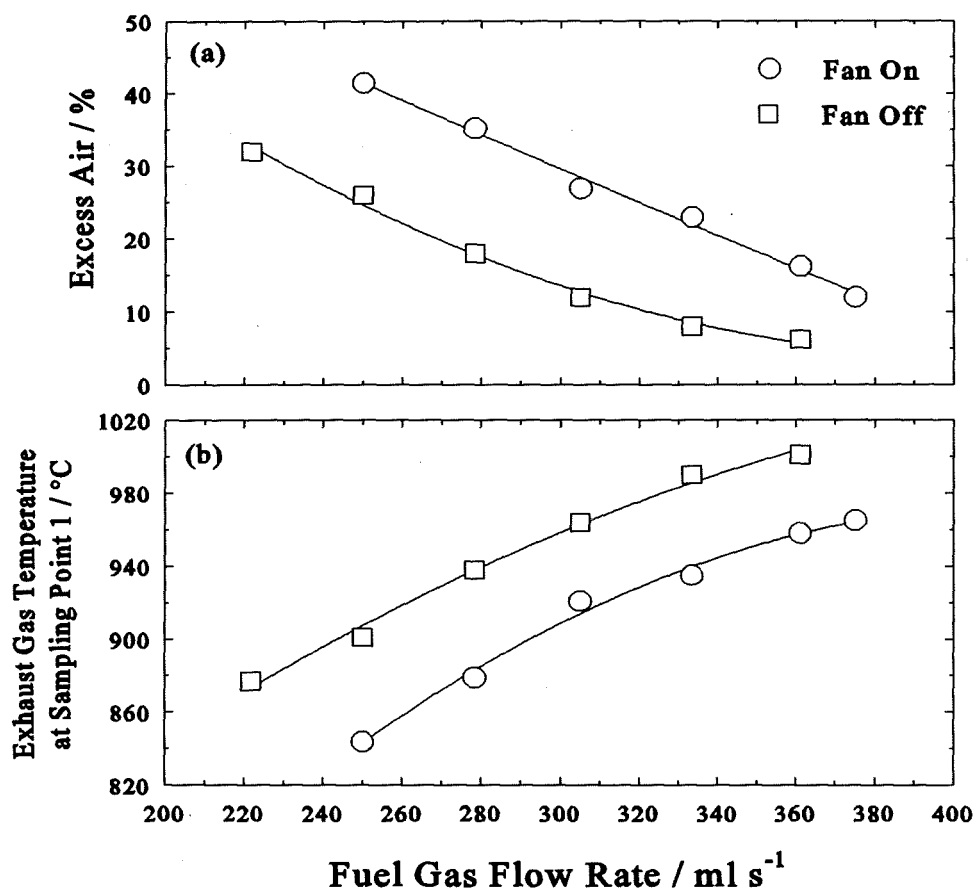 50
(a)
Fan On
40
Fan Off
30
20
10
0
Excess Air / %
1020
(b)
980
940
900
860
820
Exhaust Gas Temperature
at Sampling Point 1 / °C
200 220 240 260 280 300 320 340 360 380 400
Fuel Gas Flow Rate / ml s⁻¹